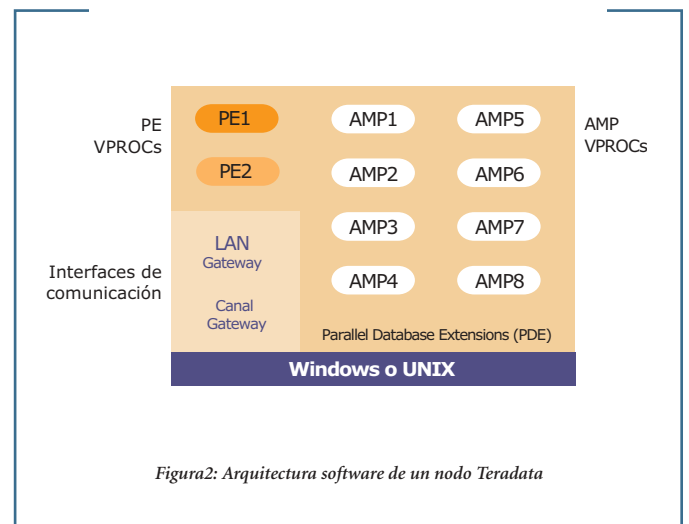 PE
VPROCs
PE1
PE2
AMP1
AMP5
AMP2
AMP6
AMP3
AMP7
AMP4
AMP8
AMP
VPROCs
Interfaces de
comunicación
LAN
Gateway
Canal
Gateway
Parallel Database Extensions (PDE)
Windows o UNIX
Figura2: Arquitectura software de un nodo Teradata